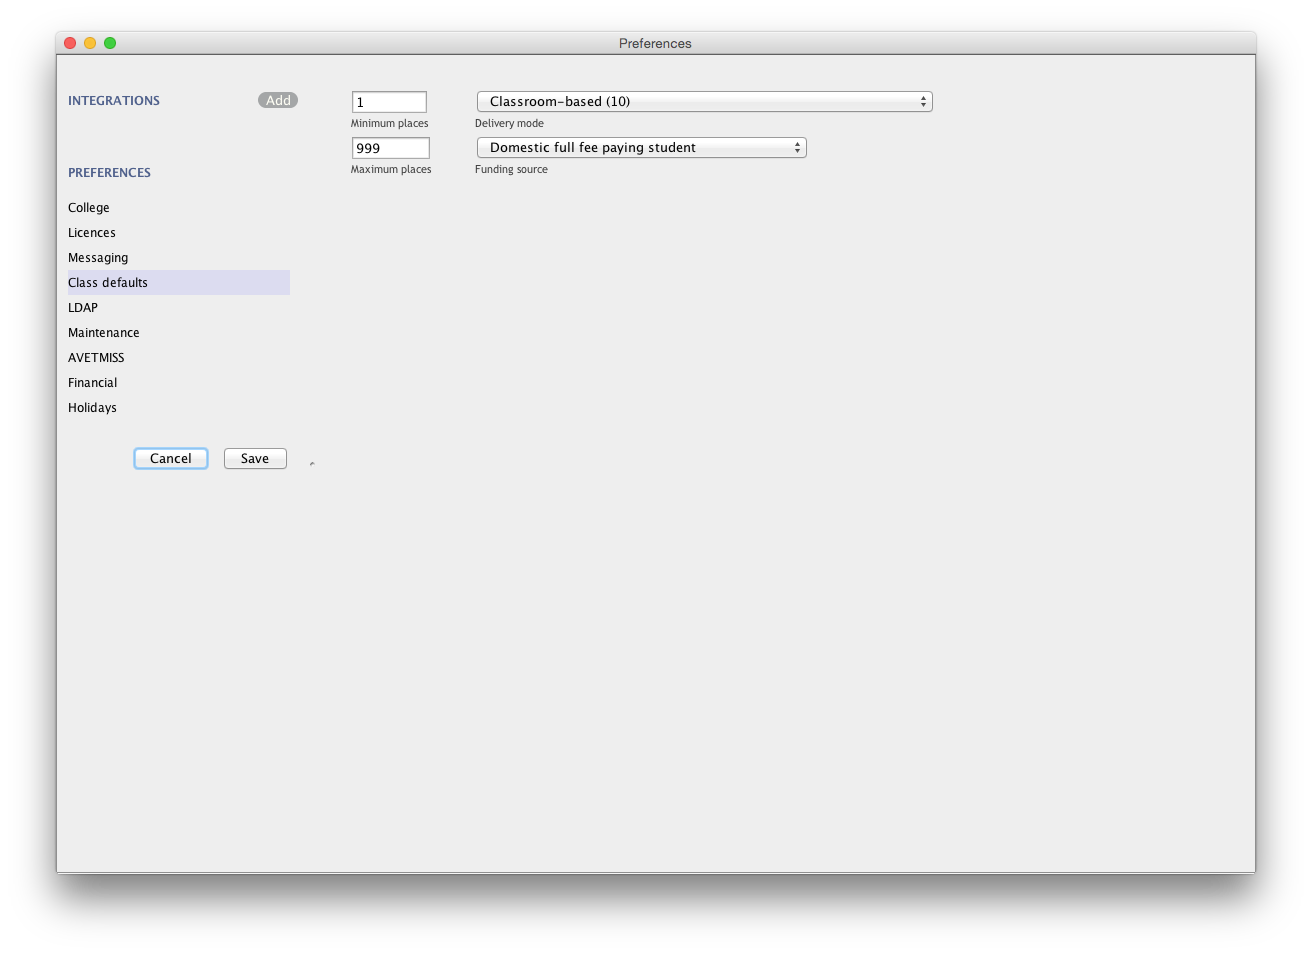 Preferences
INTEGRATIONS Add
PREFERENCES
College
Licences
Messaging
Class defaults
LDAP
Maintenance
AVETMISS
Financial
Holidays
Cancel Save
1 Classroom-based (10)
Minimum places Delivery mode
999 Domestic full fee paying student
Maximum places Funding source